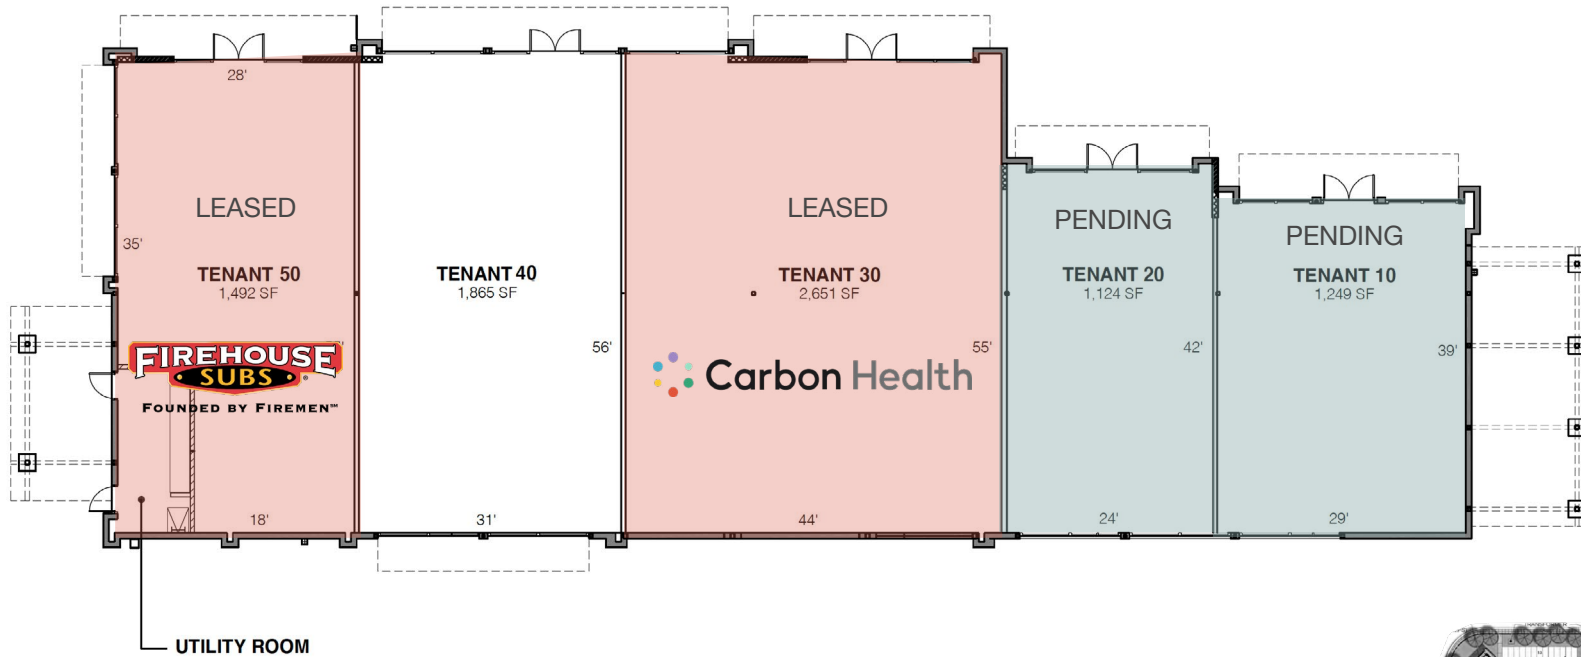 28'
LEASED
LEASED
PENDING
PENDING
35'
TENANT 50
1,492 SF
TENANT 40
1,865 SF
TENANT 30
2,651 SF
TENANT 20
1,124 SF
TENANT 10
1,249 SF
FIREHOUSE
SUBS
®
FOUNDED BY FIREMEN℠
56'
Carbon Health
55'
42'
39'
18'
31'
44'
24'
29'
UTILITY ROOM